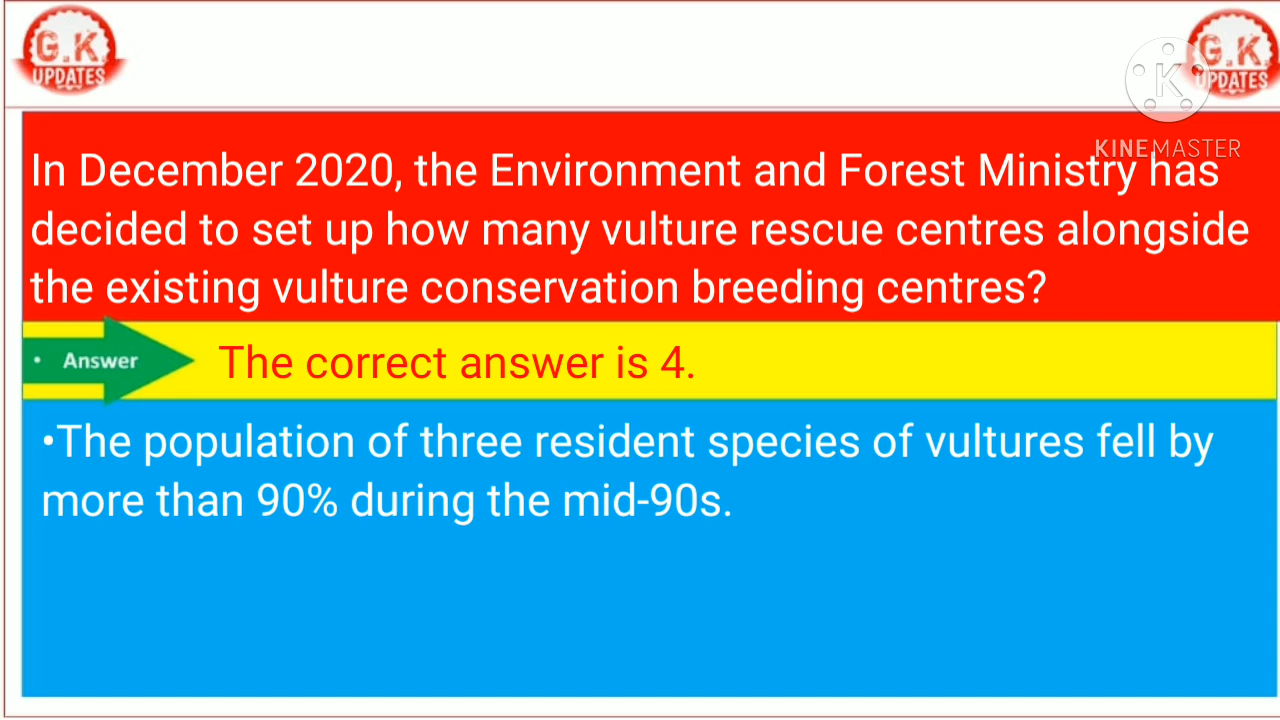 G.K.
UPDATES
G.K.
UPDATES
K
KINEMASTER
In December 2020, the Environment and Forest Ministry has
decided to set up how many vulture rescue centres alongside
the existing vulture conservation breeding centres?
• Answer
The correct answer is 4.
•The population of three resident species of vultures fell by
more than 90% during the mid-90s.